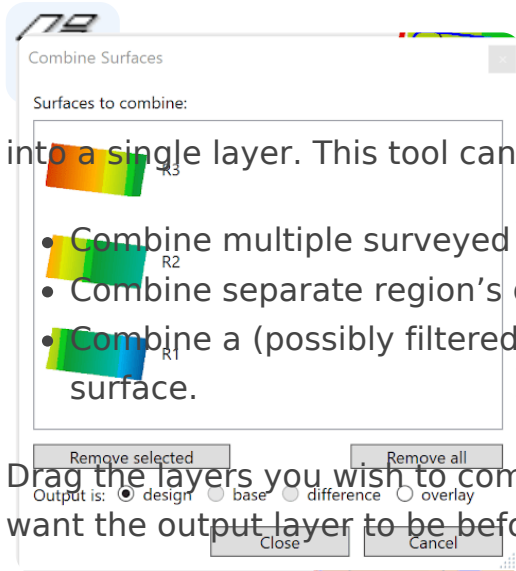 Combine Surfaces
Surfaces to combine:
into a single layer. This tool can
R3
Combine multiple surveyed
R2
Combine separate region’s
Combine a (possibly filtered
R1
surface.
Remove selected Remove all
Drag the layers you wish to com
Output is: design base difference overlay
want the output layer to be befo
Close Cancel